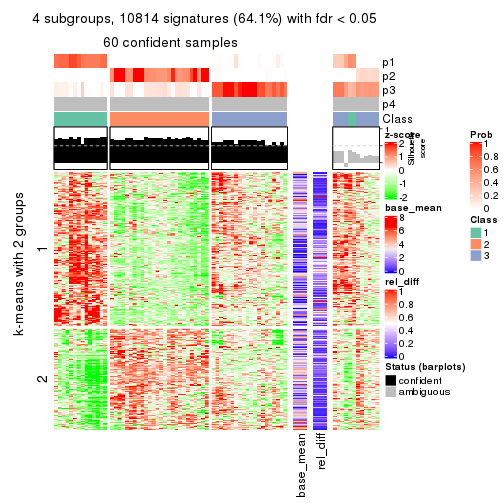 4 subgroups, 10814 signatures (64.1%) with fdr < 0.05
60 confident samples
p1
p2
p3
p4
Class
1
Silhouette
score
k-means with 2 groups
1
2
base_mean
rel_diff
z-score
2
1
0
-1
-2
base_mean
8
6
4
2
0
rel_diff
1
0.8
0.6
0.4
0.2
0
Status (barplots)
confident
ambiguous
Prob
1
0.8
0.6
0.4
0.2
0
Class
1
2
3